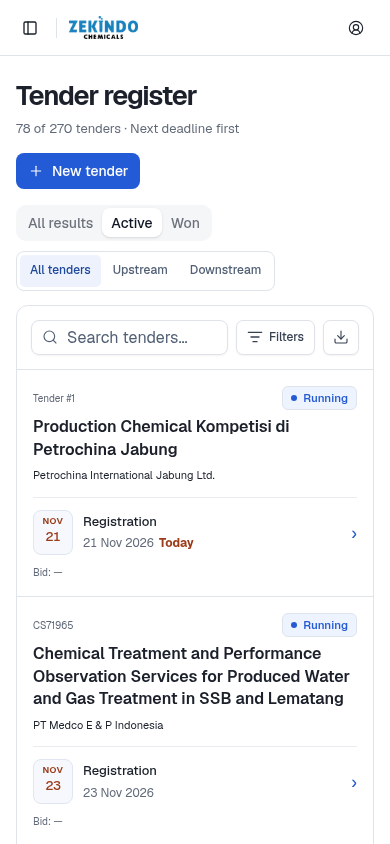 ZEKINDO
CHEMICALS
Tender register
78 of 270 tenders · Next deadline first
+ New tender
All results Active Won
All tenders Upstream Downstream
Search tenders... Filters
Tender #1 Running
Production Chemical Kompetisi di
Petrochina Jabung
Petrochina International Jabung Ltd.
NOV Registration
21 21 Nov 2026 Today
Bid: —
CS71965 Running
Chemical Treatment and Performance
Observation Services for Produced Water
and Gas Treatment in SSB and Lematang
PT Medco E & P Indonesia
NOV Registration
23 23 Nov 2026
Bid: —